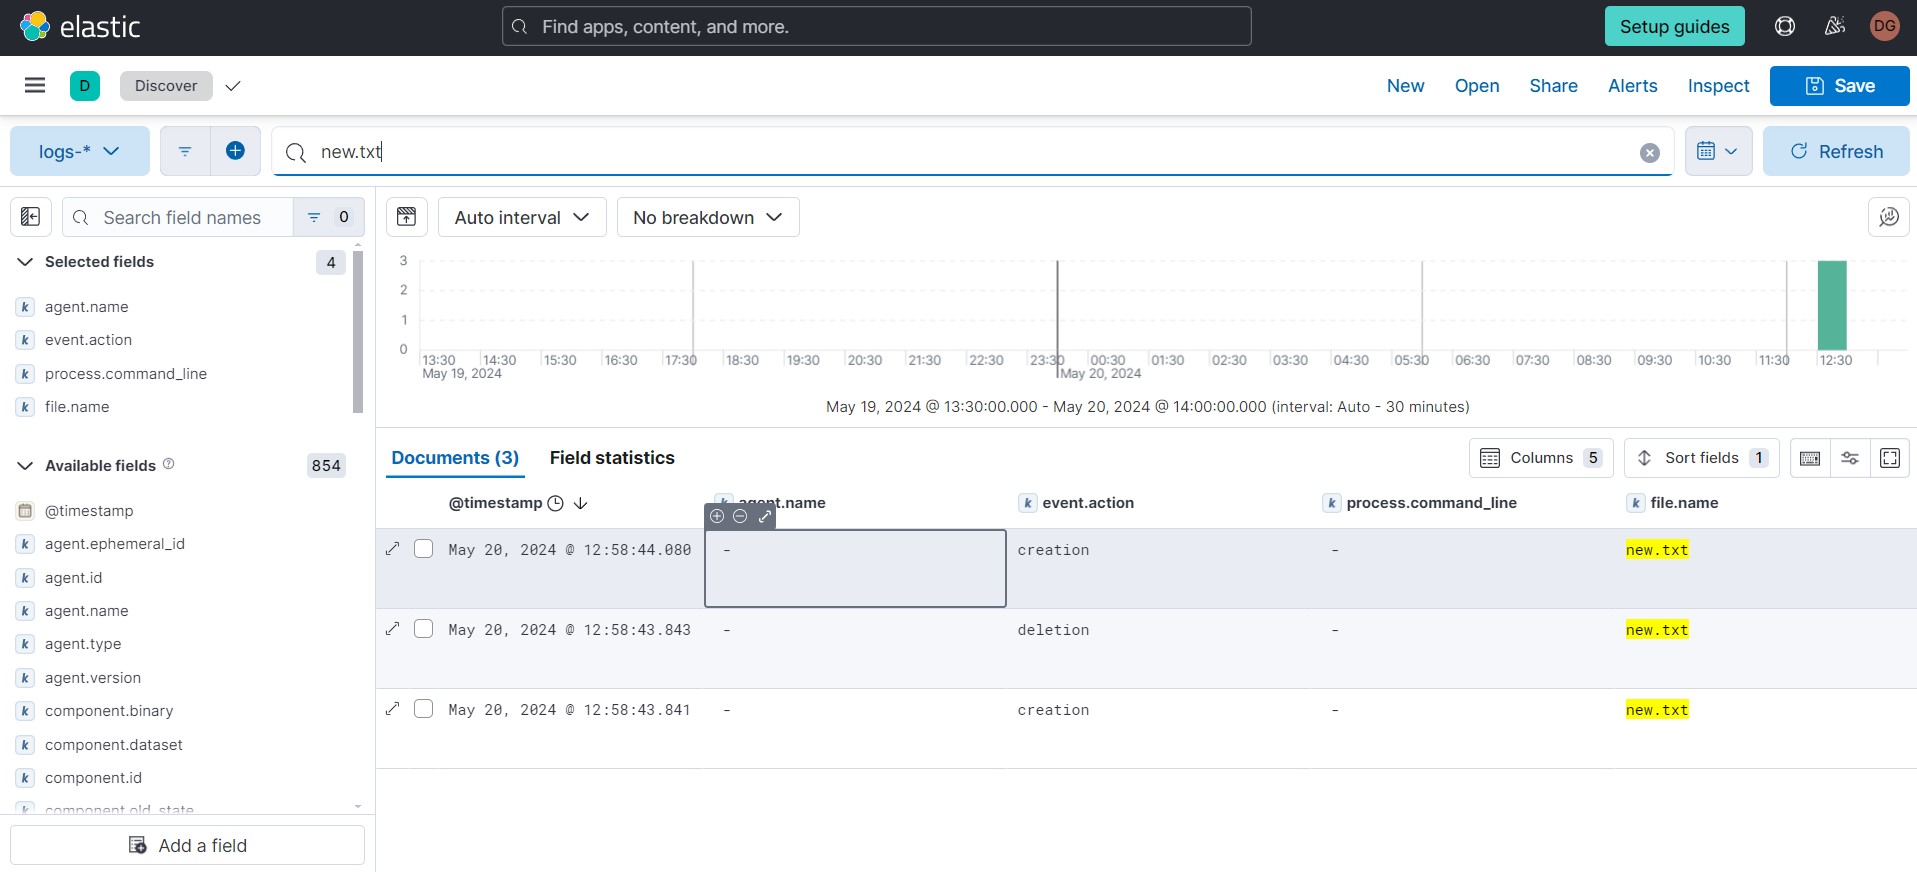 elastic
Find apps, content, and more.
Setup guides
DG
D
Discover
New
Open
Share
Alerts
Inspect
Save
logs-*
new.txt
Refresh
Search field names
0
Auto interval
No breakdown
Selected fields
4
k agent.name
k event.action
k process.command_line
k file.name
Available fields
854
@timestamp
k agent.ephemeral_id
k agent.id
k agent.name
k agent.type
k agent.version
k component.binary
k component.dataset
k component.id
k component.old_state
Add a field
3
2
1
0
13:30 14:30 15:30 16:30 17:30 18:30 19:30 20:30 21:30 22:30 23:30 00:30 01:30 02:30 03:30 04:30 05:30 06:30 07:30 08:30 09:30 10:30 11:30 12:30
May 19, 2024 May 20, 2024
May 19, 2024 @ 13:30:00.000 - May 20, 2024 @ 14:00:00.000 (interval: Auto - 30 minutes)
Documents (3)
Field statistics
Columns 5
Sort fields 1
@timestamp k agent.name k event.action k process.command_line k file.name
May 20, 2024 @ 12:58:44.080 - creation - new.txt
May 20, 2024 @ 12:58:43.843 - deletion - new.txt
May 20, 2024 @ 12:58:43.841 - creation - new.txt